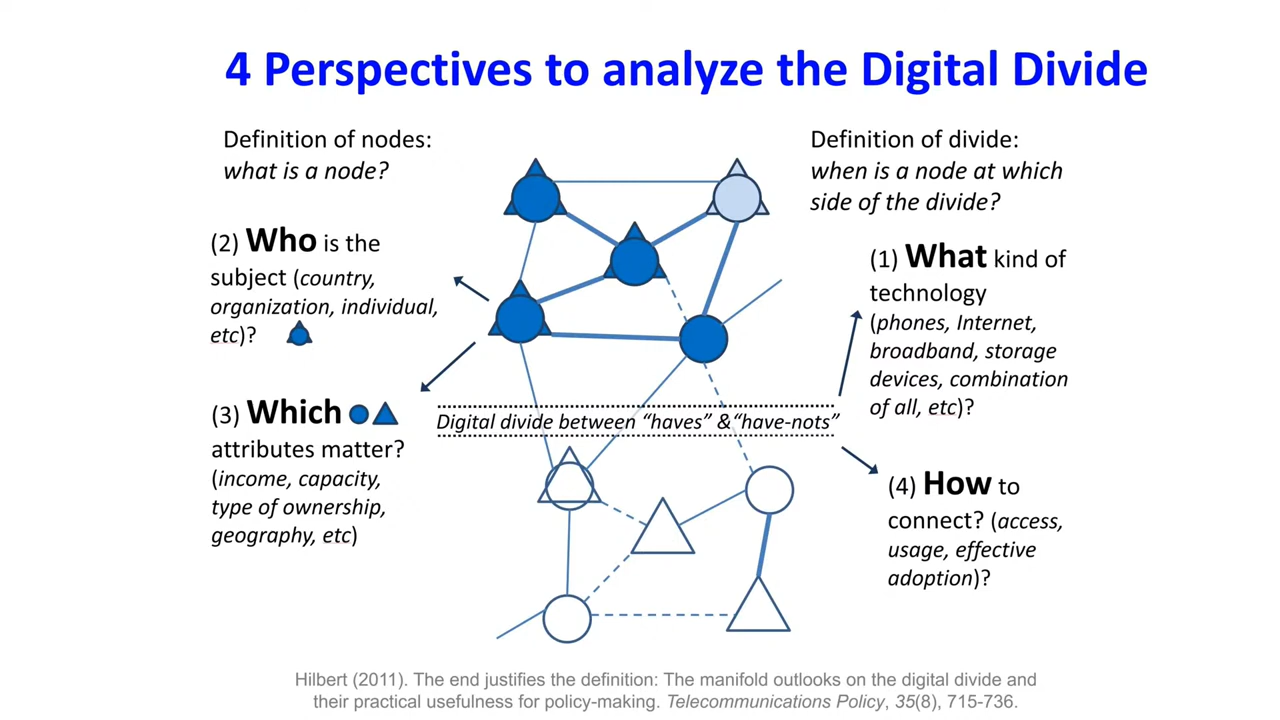 4 Perspectives to analyze the Digital Divide
Definition of nodes:
what is a node?
(2) Who is the
subject (country,
organization, individual,
etc)?
(3) Which
attributes matter?
(income, capacity,
type of ownership,
geography, etc)
Digital divide between “haves” &“have-nots”
Definition of divide:
when is a node at which
side of the divide?
(1) What kind of
technology
(phones, Internet,
broadband, storage
devices, combination
of all, etc)?
(4) How to
connect? (access,
usage, effective
adoption)?
Hilbert (2011). The end justifies the definition: The manifold outlooks on the digital divide and
their practical usefulness for policy-making. Telecommunications Policy, 35(8), 715-736.